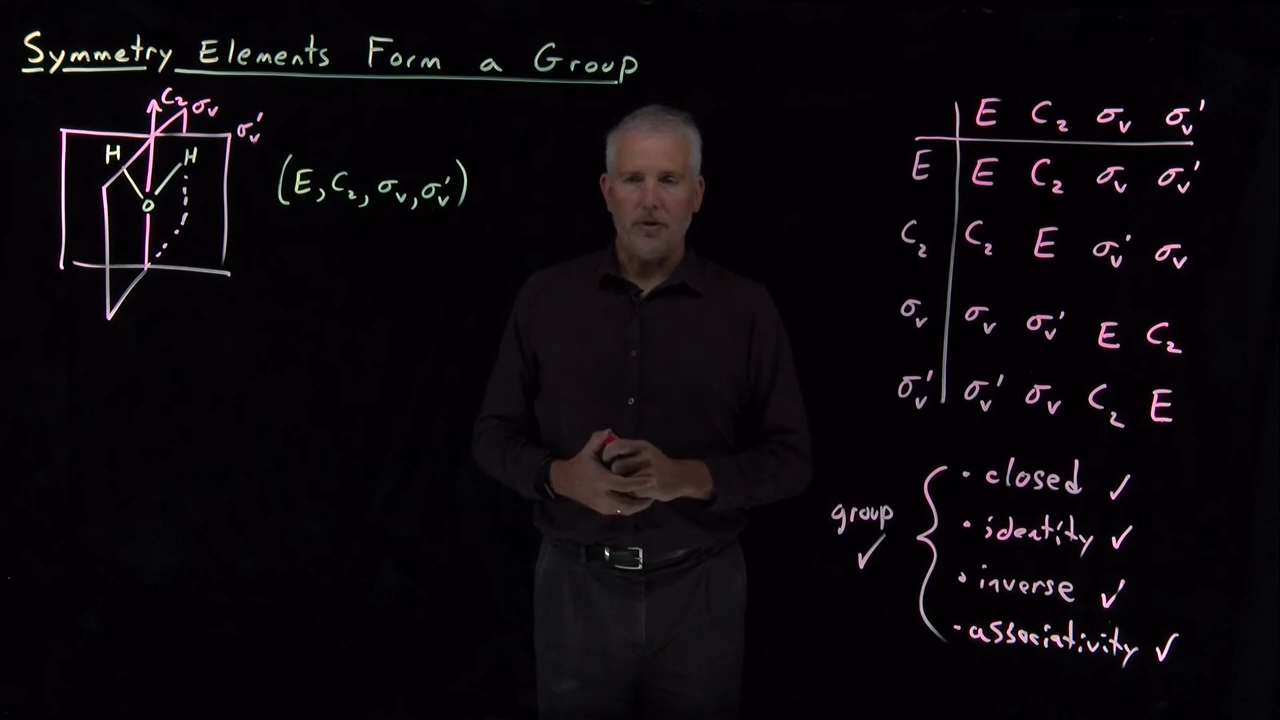 Symmetry Elements Form a Group
C₂ σᵥ
σᵥ'
H H
O
(E, C₂, σᵥ, σᵥ')
E C₂ σᵥ σᵥ'
E E C₂ σᵥ σᵥ'
C₂ C₂ E σᵥ' σᵥ
σᵥ σᵥ σᵥ' E C₂
σᵥ' σᵥ' σᵥ C₂ E
group ✓
· closed ✓
· identity ✓
· inverse ✓
· associativity ✓